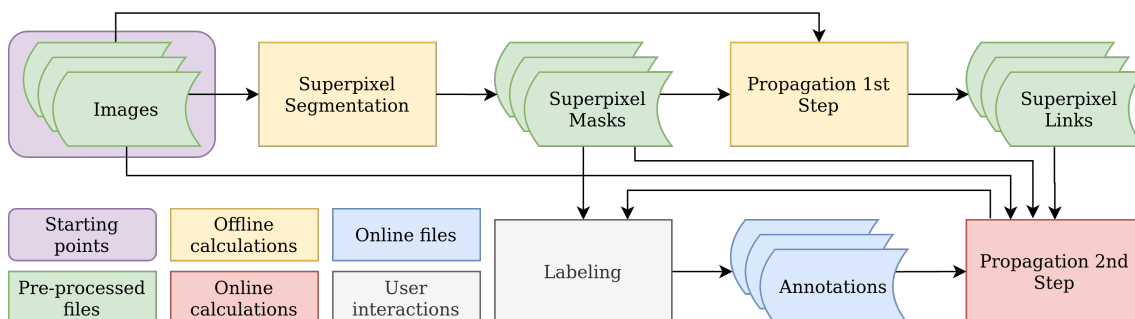 Images
Superpixel
Segmentation
Superpixel
Masks
Propagation 1st
Step
Superpixel
Links
Starting
points
Offline
calculations
Online files
Pre-processed
files
Online
calculations
User
interactions
Labeling
Annotations
Propagation 2nd
Step